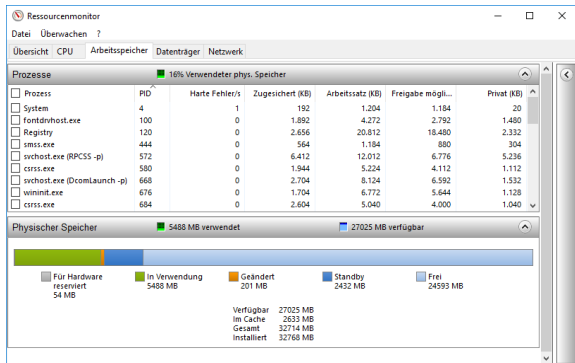 Ressourcenmonitor
Datei Überwachen ?
Übersicht CPU Arbeitsspeicher Datenträger Netzwerk
Prozesse 16% Verwendeter phys. Speicher
Prozess PID Harte Fehler/s Zugesichert (KB) Arbeitssatz (KB) Freigabe mögli... Privat (KB)
System 4 1 192 1.204 1.184 20
fontdrvhost.exe 100 0 1.892 4.272 2.792 1.480
Registry 120 0 2.656 20.812 18.480 2.332
smss.exe 444 0 564 1.184 880 304
svchost.exe (RPCSS -p) 572 0 6.412 12.012 6.776 5.236
csrss.exe 580 0 1.944 5.224 4.112 1.112
svchost.exe (DcomLaunch -p) 668 0 2.704 8.124 6.592 1.532
wininit.exe 676 0 1.704 6.772 5.644 1.128
csrss.exe 684 0 2.604 5.040 4.000 1.040
Physischer Speicher 5488 MB verwendet 27025 MB verfügbar
Für Hardware reserviert 54 MB
In Verwendung 5488 MB
Geändert 201 MB
Standby 2432 MB
Frei 24593 MB
Verfügbar 27025 MB
Im Cache 2633 MB
Gesamt 32714 MB
Installiert 32768 MB